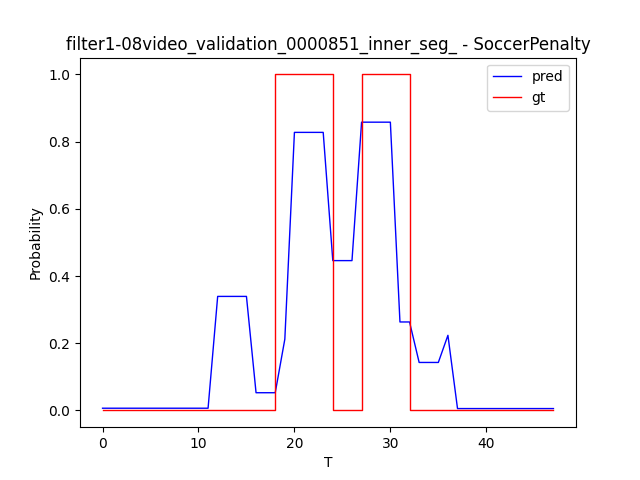 filter1-08video_validation_0000851_inner_seg_ - SoccerPenalty
pred
gt
1.0
0.8
0.6
0.4
0.2
0.0
Probability
0
10
20
30
40
T